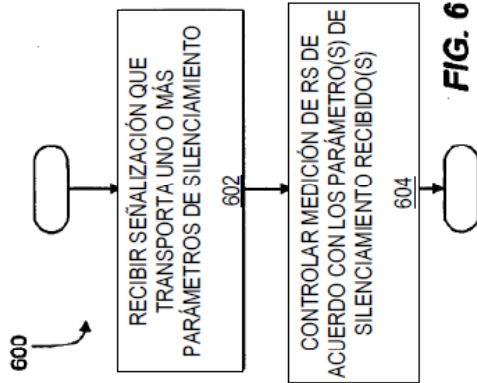 600
RECIBIR SEÑALIZACIÓN QUE
TRANSPORTA UNO O MÁS
PARÁMETROS DE SILENCIAMIENTO
602
CONTROLAR MEDICIÓN DE RS DE
ACUERDO CON LOS PARÁMETRO(S) DE
SILENCIAMIENTO RECIBIDO(S)
604
FIG. 6